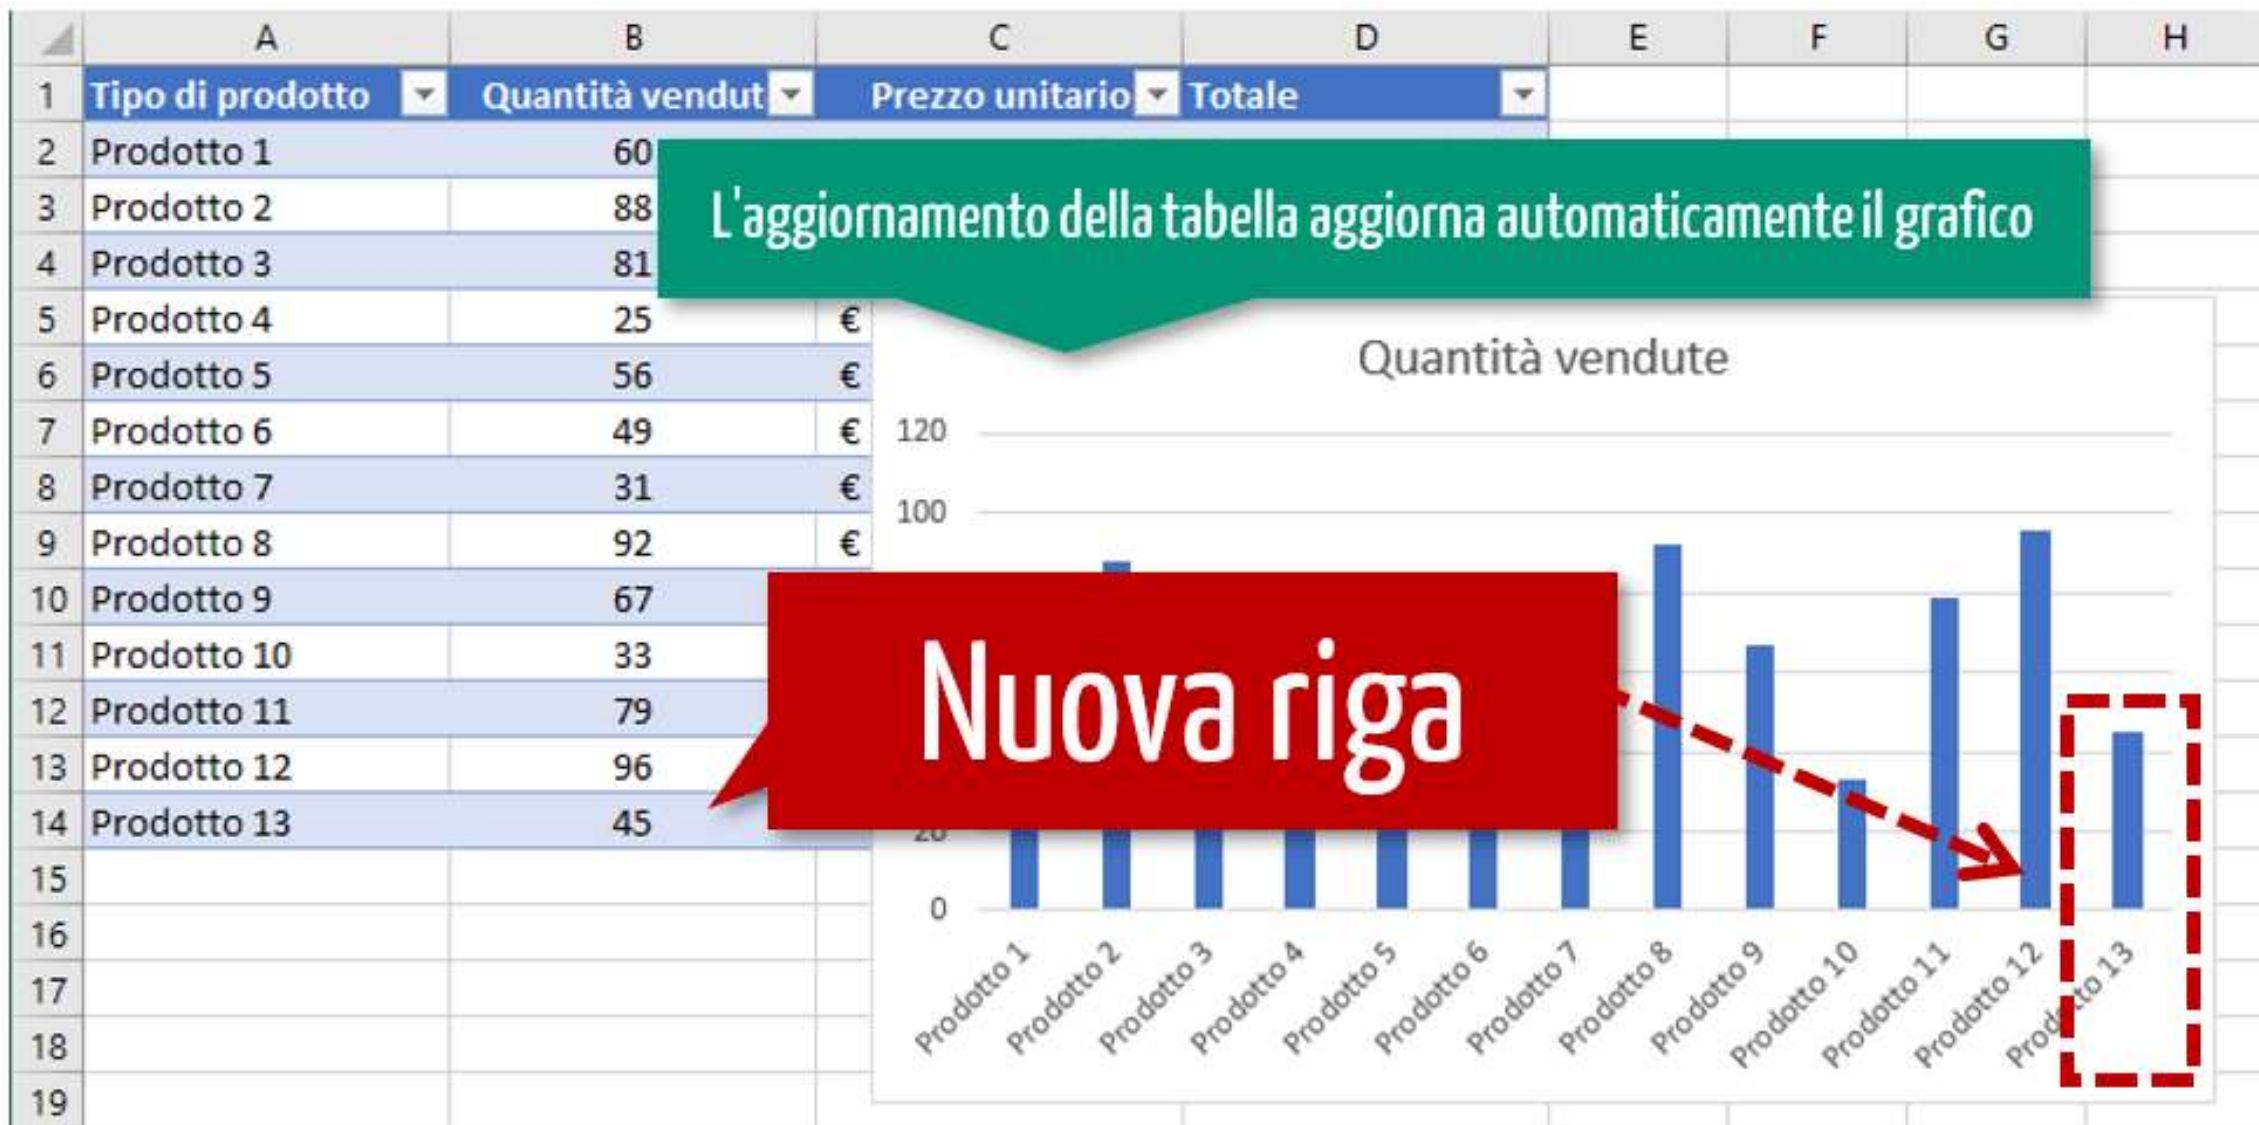 A B C D E F G H
1 Tipo di prodotto Quantità vendut Prezzo unitario Totale
2 Prodotto 1 60
3 Prodotto 2 88
4 Prodotto 3 81
5 Prodotto 4 25 €
6 Prodotto 5 56 €
7 Prodotto 6 49 €
8 Prodotto 7 31 €
9 Prodotto 8 92 €
10 Prodotto 9 67
11 Prodotto 10 33
12 Prodotto 11 79
13 Prodotto 12 96
14 Prodotto 13 45
15
16
17
18
19
L'aggiornamento della tabella aggiorna automaticamente il grafico
Quantità vendute
120
100
Nuova riga
20
0
Prodotto 1
Prodotto 2
Prodotto 3
Prodotto 4
Prodotto 5
Prodotto 6
Prodotto 7
Prodotto 8
Prodotto 9
Prodotto 10
Prodotto 11
Prodotto 12
Prodotto 13